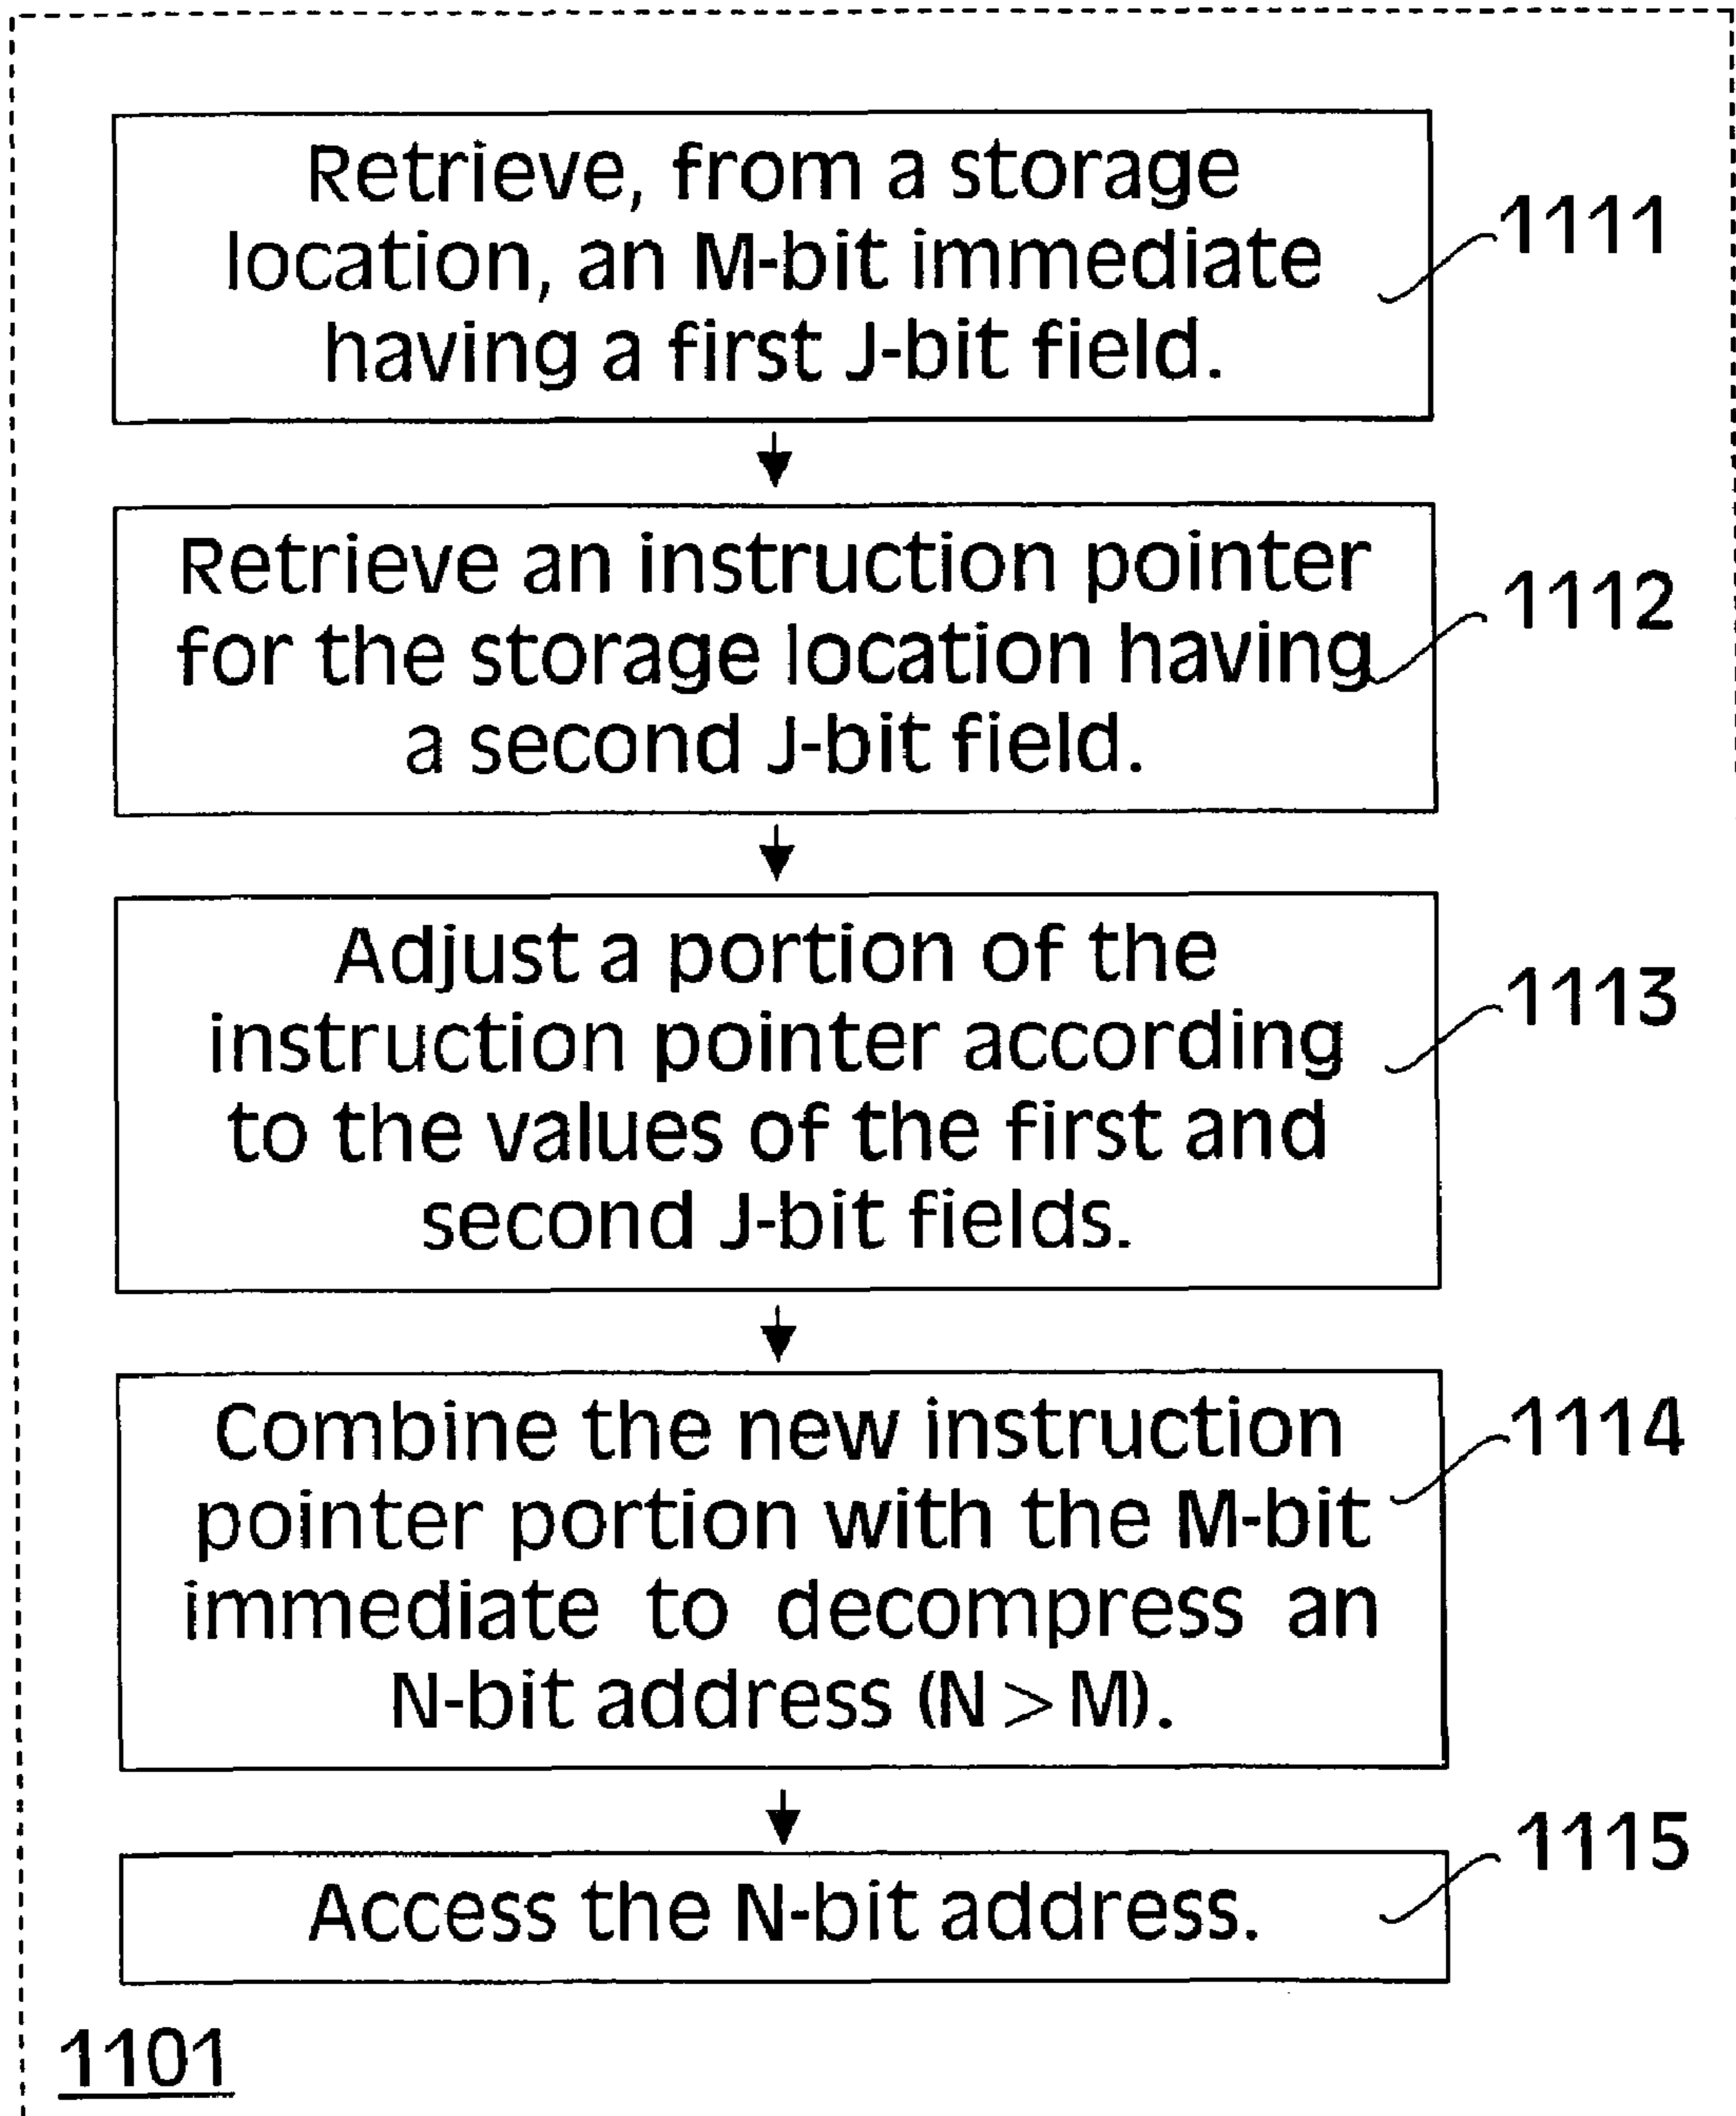 Retrieve, from a storage
location, an M-bit immediate
having a first J-bit field.
1111
Retrieve an instruction pointer
for the storage location having
a second J-bit field.
1112
Adjust a portion of the
instruction pointer according
to the values of the first and
second J-bit fields.
1113
Combine the new instruction
pointer portion with the M-bit
immediate to decompress an
N-bit address (N > M).
1114
Access the N-bit address.
1115
1101